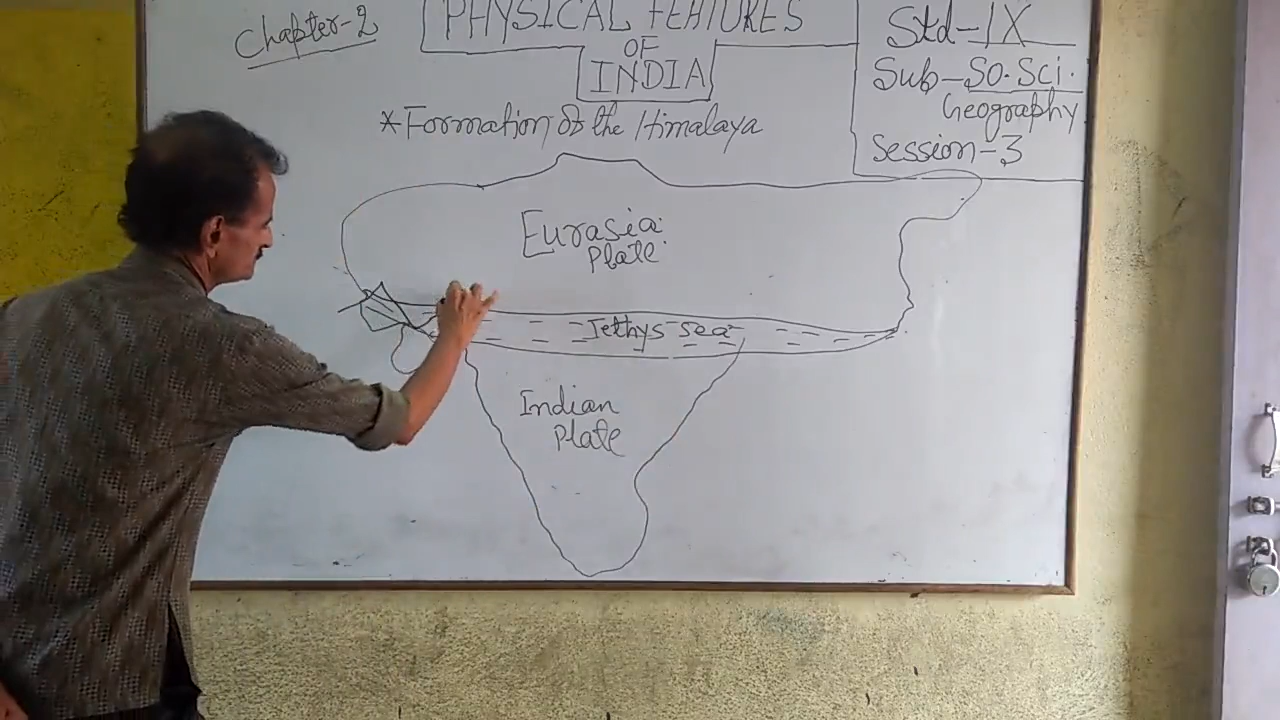 Chapter-2
PHYSICAL FEATURES
OF
INDIA
Std-IX
Sub-So.Sci.
Geography
Session-3
*Formation of the Himalaya
Eurasia
Plate
Tethys sea
Indian
Plate